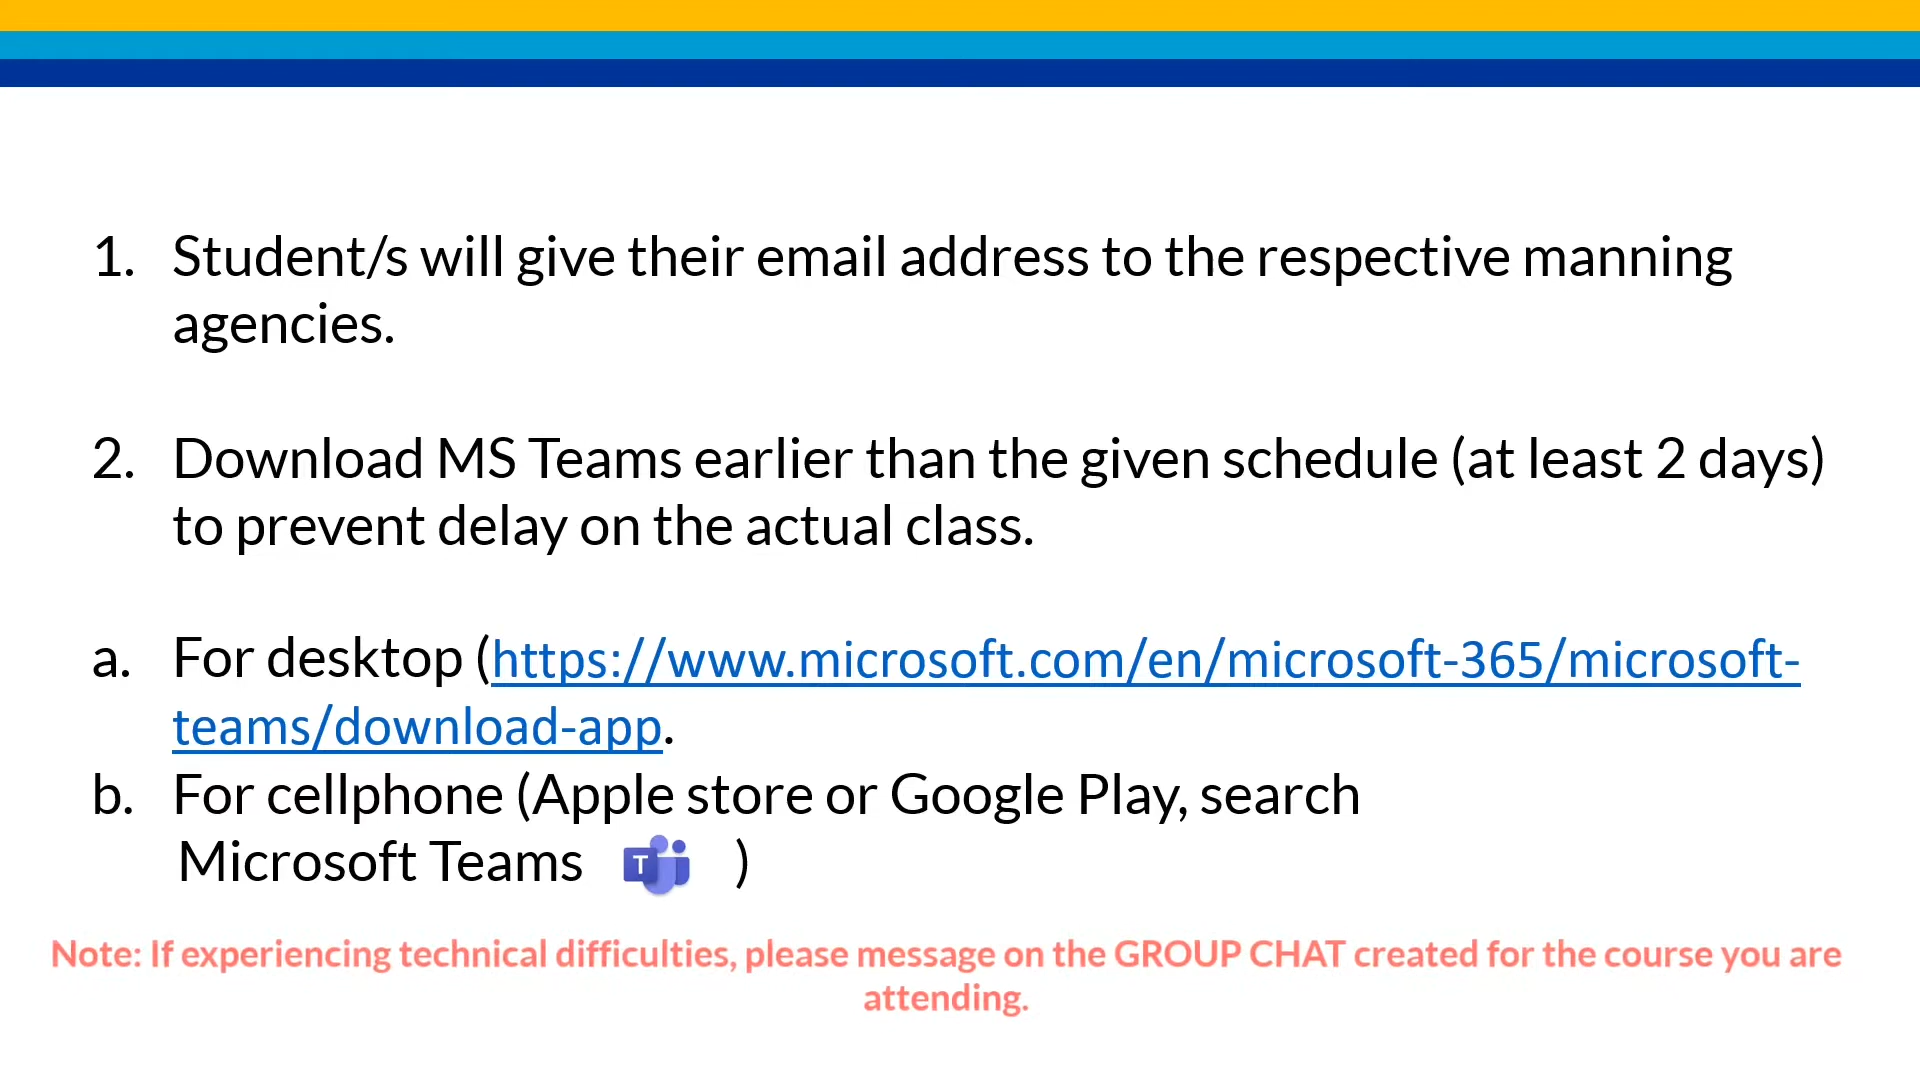 1. Student/s will give their email address to the respective manning
agencies.
2. Download MS Teams earlier than the given schedule (at least 2 days)
to prevent delay on the actual class.
a. For desktop (https://www.microsoft.com/en/microsoft-365/microsoft-
teams/download-app.
b. For cellphone (Apple store or Google Play, search
Microsoft Teams T )
Note: If experiencing technical difficulties, please message on the GROUP CHAT created for the course you are
attending.